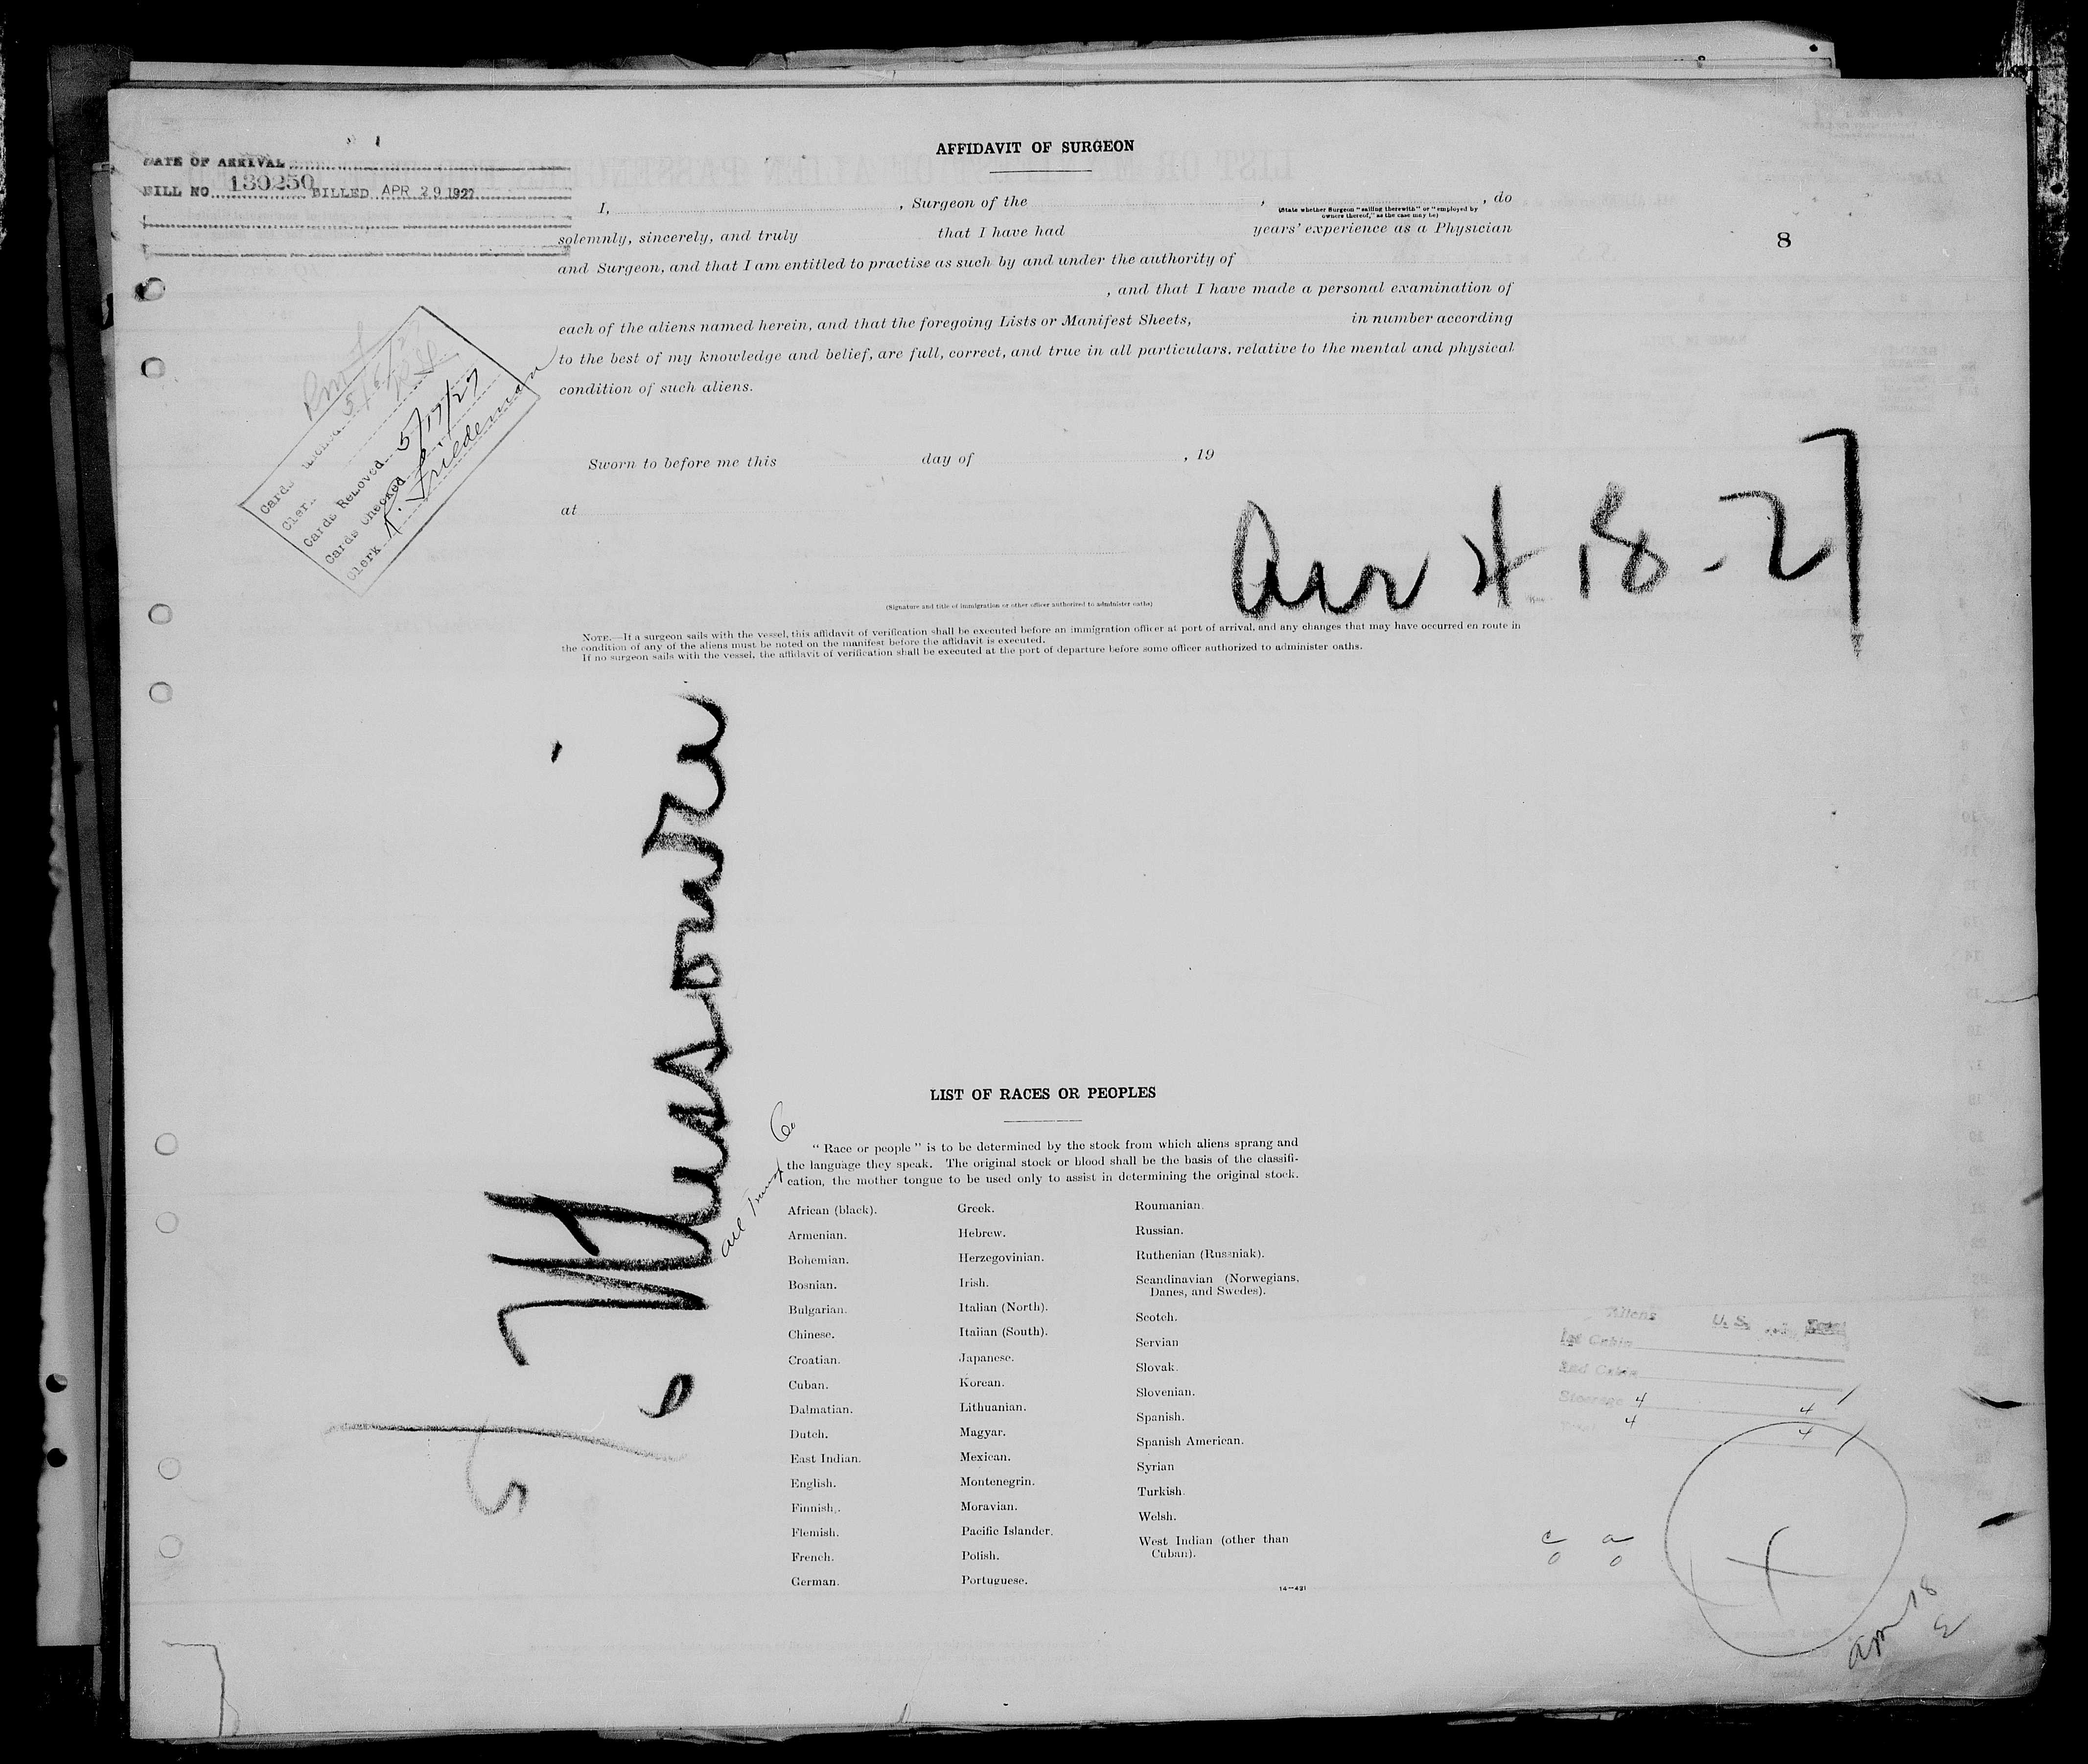 DATE OF ARRIVAL
BILL NO 130250 BILLED APR 29 1927
AFFIDAVIT OF SURGEON
I, , Surgeon of the , , do
(State whether Surgeon "sailing therewith" or "employed by
owners thereof," as the case may be)
solemnly, sincerely, and truly that I have had years' experience as a Physician
8
and Surgeon, and that I am entitled to practise as such by and under the authority of
, and that I have made a personal examination of
each of the aliens named herein, and that the foregoing Lists or Manifest Sheets, in number according
to the best of my knowledge and belief, are full, correct, and true in all particulars, relative to the mental and physical
condition of such aliens.
Cards
Clerk
Cards Removed 5/17/27
Cards Checked
Clerk A. Friedeman
Sworn to before me this day of , 19
at
18-27
(Signature and title of immigration or other officer authorized to administer oaths)
NOTE.—If a surgeon sails with the vessel, this affidavit of verification shall be executed before an immigration officer at port of arrival, and any changes that may have occurred en route in
the condition of any of the aliens must be noted on the manifest before the affidavit is executed.
If no surgeon sails with the vessel, the affidavit of verification shall be executed at the port of departure before some officer authorized to administer oaths.
LIST OF RACES OR PEOPLES
"Race or people" is to be determined by the stock from which aliens sprang and
the language they speak. The original stock or blood shall be the basis of the classifi-
cation, the mother tongue to be used only to assist in determining the original stock.
African (black).
Armenian.
Bohemian.
Bosnian.
Bulgarian.
Chinese.
Croatian.
Cuban.
Dalmatian.
Dutch.
East Indian.
English.
Finnish.
Flemish.
French.
German.
Greek.
Hebrew.
Herzegovinian.
Irish.
Italian (North).
Italian (South).
Japanese.
Korean.
Lithuanian.
Magyar.
Mexican.
Montenegrin.
Moravian.
Pacific Islander.
Polish.
Portuguese.
Roumanian.
Russian.
Ruthenian (Russniak).
Scandinavian (Norwegians,
Danes, and Swedes).
Scotch.
Servian
Slovak.
Slovenian.
Spanish.
Spanish American.
Syrian
Turkish.
Welsh.
West Indian (other than
Cuban).
14—421
Aliens U. S. Total
1st Cabin
2nd Cabin
Steerage 4 4
Total 4 4
c a
0 0
Apr 18